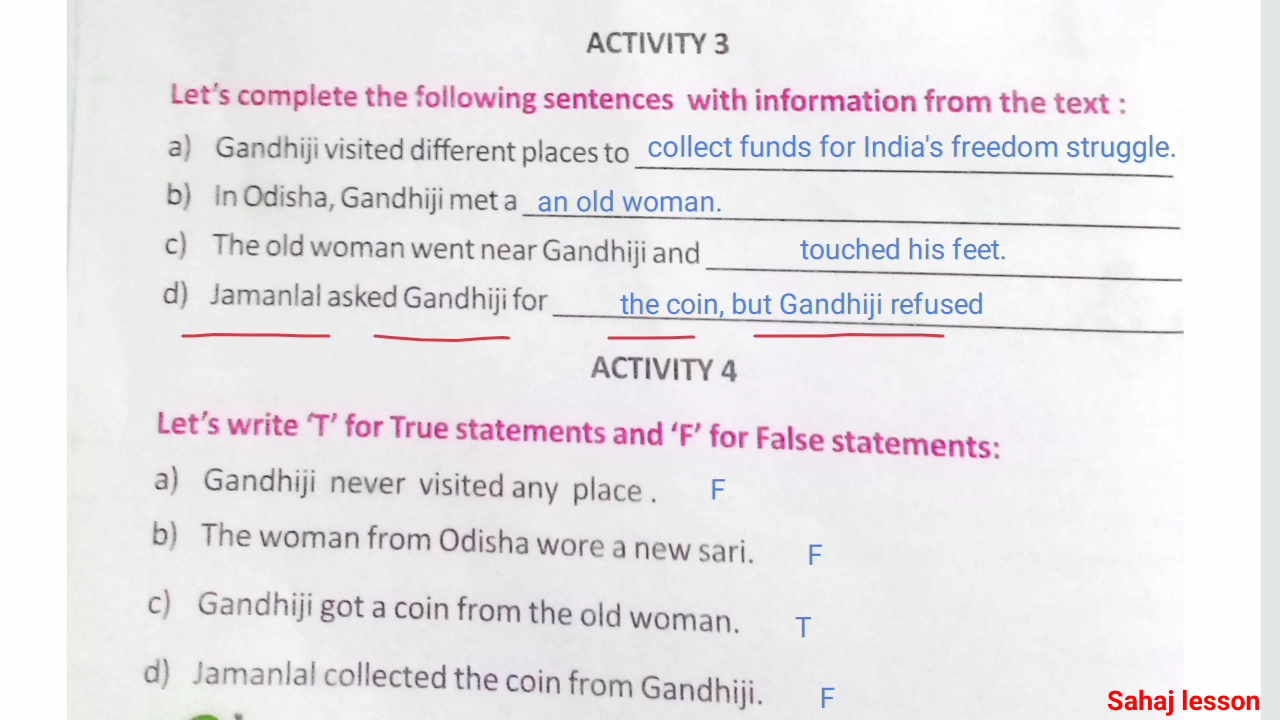 ACTIVITY 3
Let's complete the following sentences with information from the text :
a) Gandhiji visited different places to collect funds for India's freedom struggle.
b) In Odisha, Gandhiji met a an old woman.
c) The old woman went near Gandhiji and touched his feet.
d) Jamanlal asked Gandhiji for the coin, but Gandhiji refused
ACTIVITY 4
Let's write 'T' for True statements and 'F' for False statements:
a) Gandhiji never visited any place . F
b) The woman from Odisha wore a new sari. F
c) Gandhiji got a coin from the old woman. T
d) Jamanlal collected the coin from Gandhiji. F
Sahaj lesson